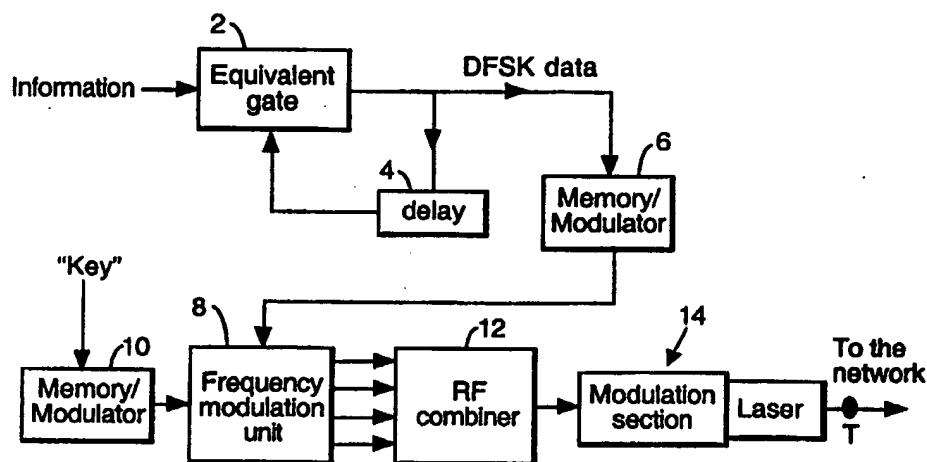 2
Equivalent
gate
Information
DFSK data
4
delay
6
Memory/
Modulator
"Key"
10
Memory/
Modulator
8
Frequency
modulation
unit
12
RF
combiner
14
Modulation
section
Laser
To the
network
T